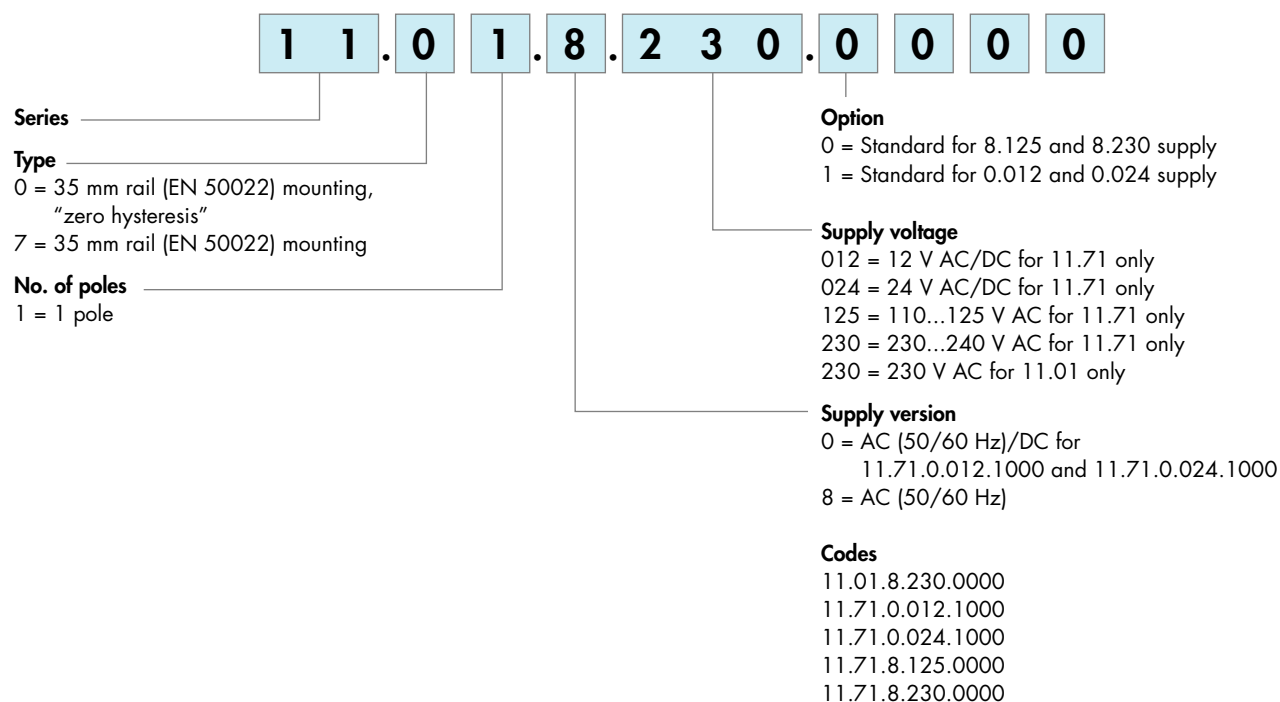 1 1.0 1.8.2 3 0.0 0 0 0
Series
Type
0 = 35 mm rail (EN 50022) mounting,
“zero hysteresis”
7 = 35 mm rail (EN 50022) mounting
No. of poles
1 = 1 pole
Option
0 = Standard for 8.125 and 8.230 supply
1 = Standard for 0.012 and 0.024 supply
Supply voltage
012 = 12 V AC/DC for 11.71 only
024 = 24 V AC/DC for 11.71 only
125 = 110...125 V AC for 11.71 only
230 = 230...240 V AC for 11.71 only
230 = 230 V AC for 11.01 only
Supply version
0 = AC (50/60 Hz)/DC for
11.71.0.012.1000 and 11.71.0.024.1000
8 = AC (50/60 Hz)
Codes
11.01.8.230.0000
11.71.0.012.1000
11.71.0.024.1000
11.71.8.125.0000
11.71.8.230.0000